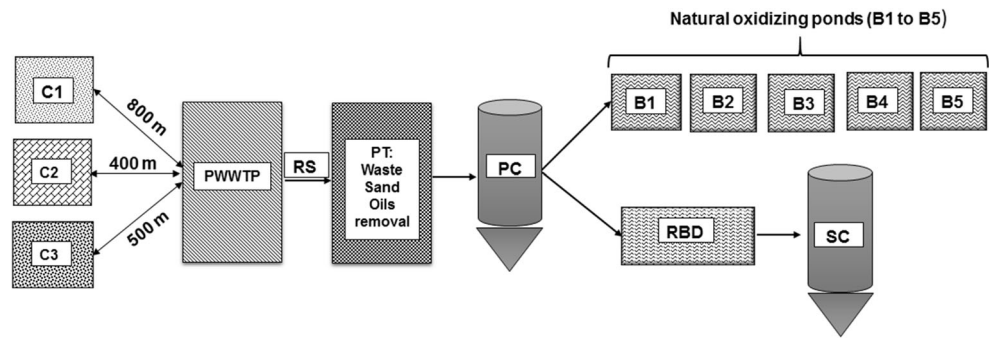 Natural oxidizing ponds (B1 to B5)
C1
800 m
C2
400 m
C3
500 m
PWWTP
RS
PT:
Waste
Sand
Oils
removal
PC
B1
B2
B3
B4
B5
RBD
SC